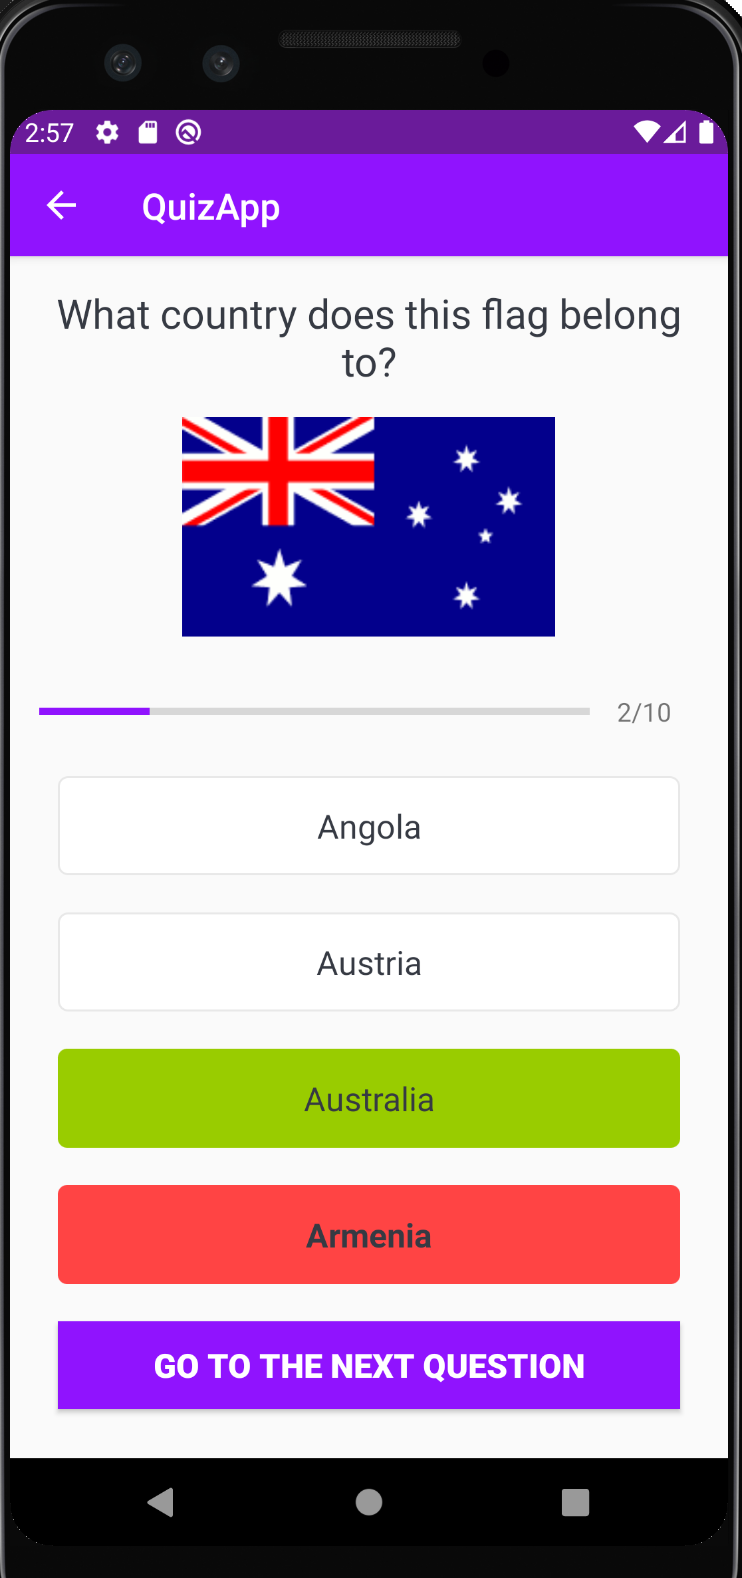 2:57
QuizApp
What country does this flag belong
to?
2/10
Angola
Austria
Australia
Armenia
GO TO THE NEXT QUESTION